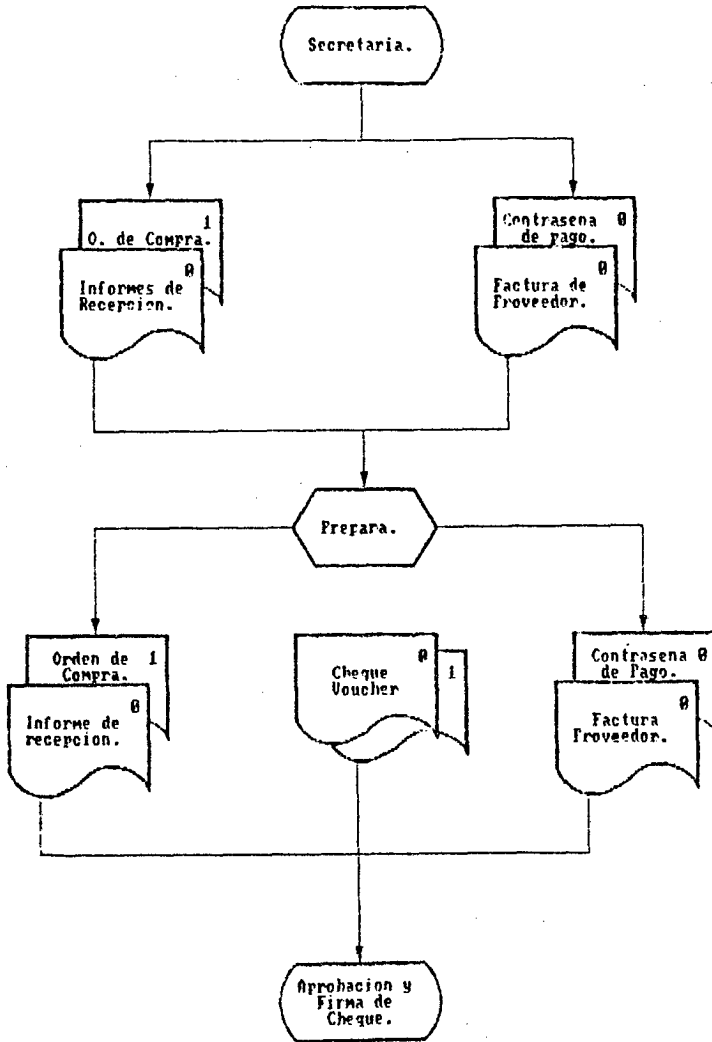 Secretaria.
1
O. de Compra.
0
Informes de
Recepcion.
Contrasena 0
de pago.
0
Factura de
Proveedor.
Prepara.
Orden de 1
Compra.
0
Informe de
recepcion.
0
Cheque 1
Voucher
Contrasena 0
de Pago.
0
Factura
Proveedor.
Aprobacion y
Firma de
Cheque.